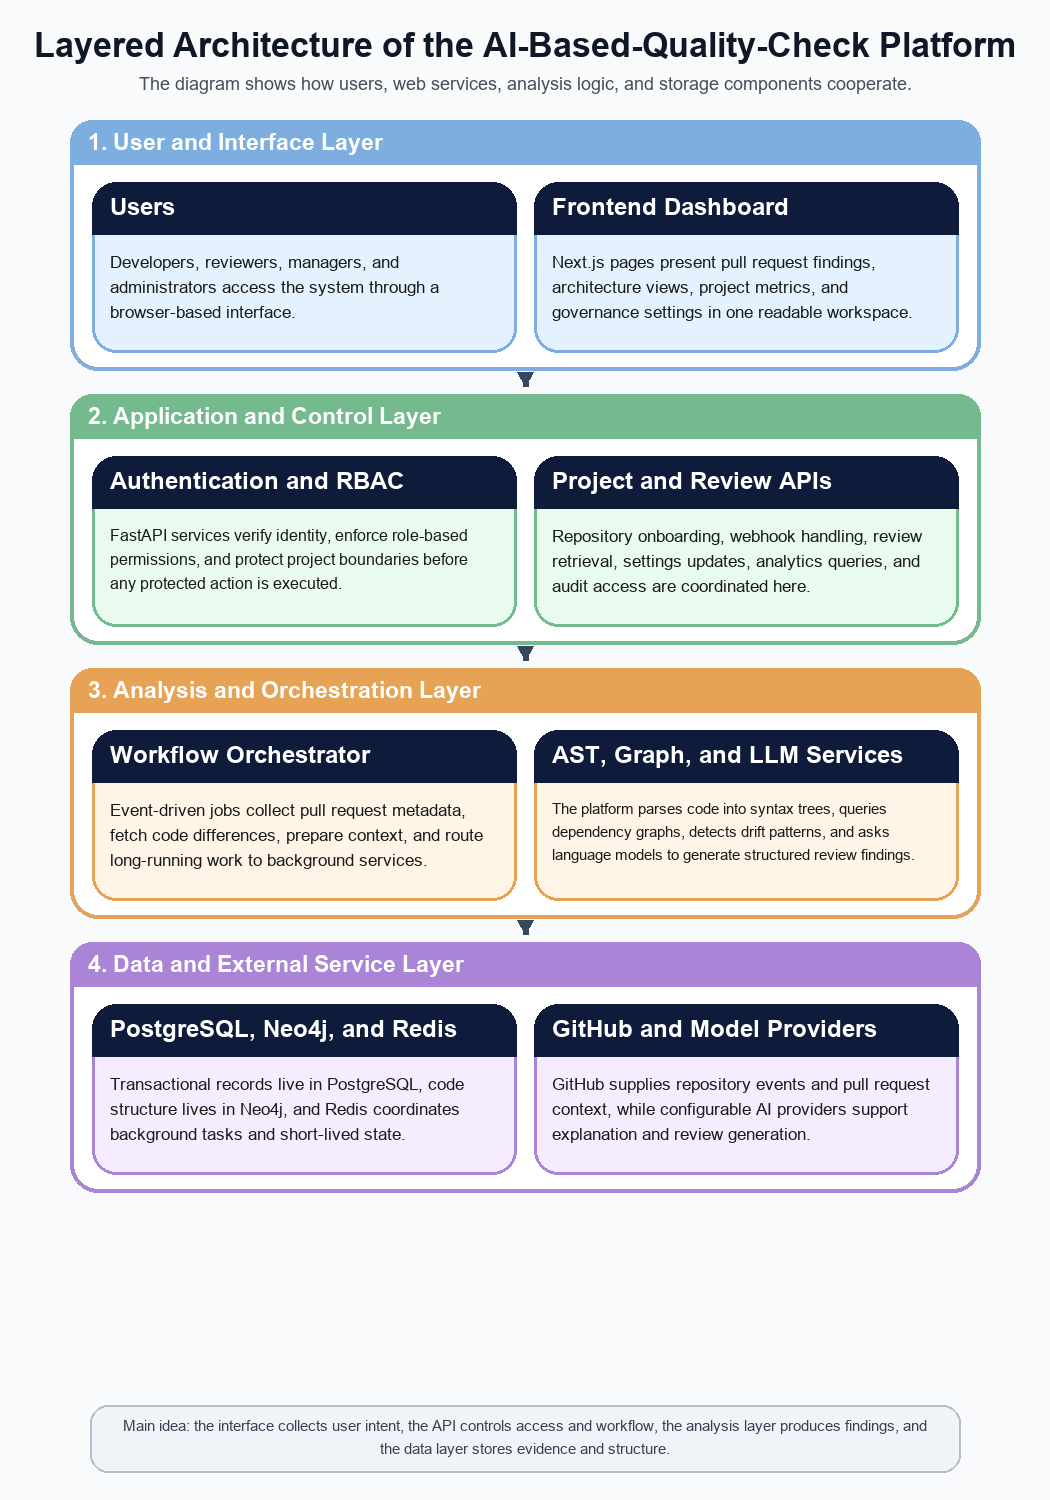 Layered Architecture of the AI-Based-Quality-Check Platform
The diagram shows how users, web services, analysis logic, and storage components cooperate.
1. User and Interface Layer
Users
Developers, reviewers, managers, and
administrators access the system through a
browser-based interface.
Frontend Dashboard
Next.js pages present pull request findings,
architecture views, project metrics, and
governance settings in one readable workspace.
2. Application and Control Layer
Authentication and RBAC
FastAPI services verify identity, enforce role-based
permissions, and protect project boundaries before
any protected action is executed.
Project and Review APIs
Repository onboarding, webhook handling, review
retrieval, settings updates, analytics queries, and
audit access are coordinated here.
3. Analysis and Orchestration Layer
Workflow Orchestrator
Event-driven jobs collect pull request metadata,
fetch code differences, prepare context, and route
long-running work to background services.
AST, Graph, and LLM Services
The platform parses code into syntax trees, queries
dependency graphs, detects drift patterns, and asks
language models to generate structured review findings.
4. Data and External Service Layer
PostgreSQL, Neo4j, and Redis
Transactional records live in PostgreSQL, code
structure lives in Neo4j, and Redis coordinates
background tasks and short-lived state.
GitHub and Model Providers
GitHub supplies repository events and pull request
context, while configurable AI providers support
explanation and review generation.
Main idea: the interface collects user intent, the API controls access and workflow, the analysis layer produces findings, and
the data layer stores evidence and structure.